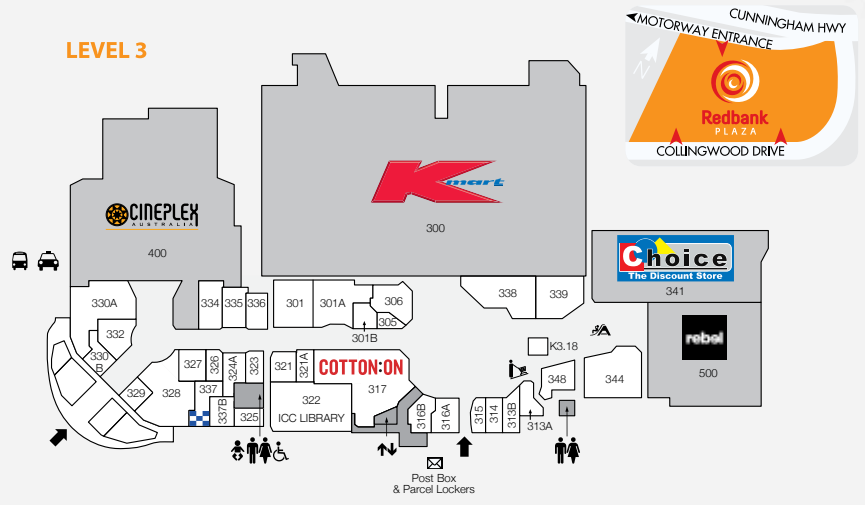 LEVEL 3
CUNNINGHAM HWY
MOTORWAY ENTRANCE
N
Redbank
PLAZA
COLLINGWOOD DRIVE
K
mart
300
CINEPLEX
AUSTRALIA
400
Choice
The Discount Store
341
rebel
500
330A
334
335
336
301
301A
306
305
301B
338
339
332
330
B
K3.18
327
326
324A
323
321
321A
COTTON:ON
317
348
344
329
328
337
337B
325
322
ICC LIBRARY
316B
316A
315
314
313B
313A
Post Box
& Parcel Lockers